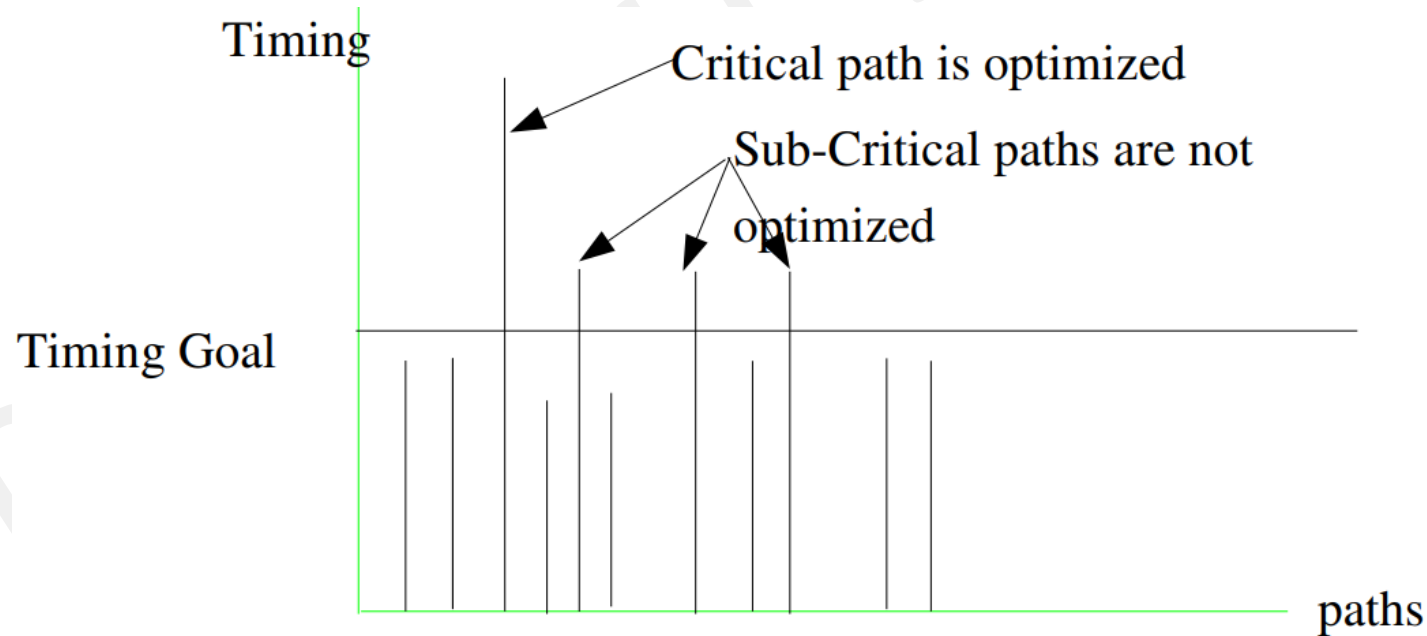 Timing
Critical path is optimized
Sub-Critical paths are not
optimized
Timing Goal
paths